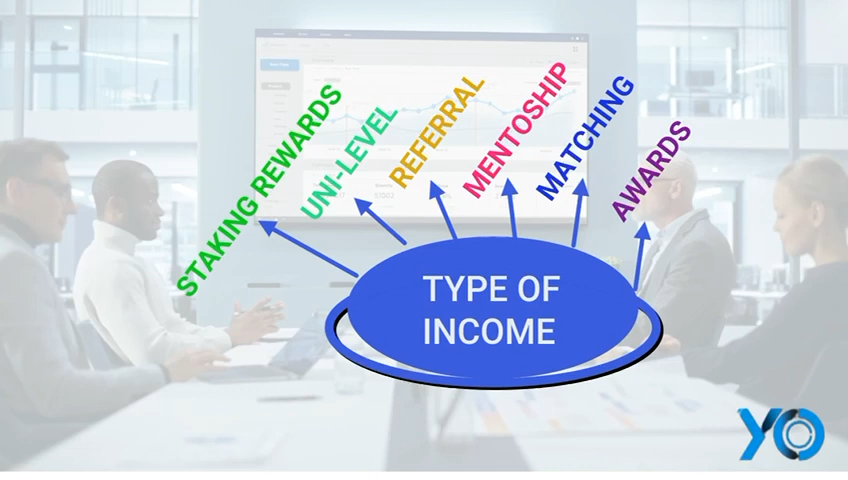 STAKING REWARDS
UNI-LEVEL
REFERRAL
MENTOSHIP
MATCHING
AWARDS
TYPE OF
INCOME
YO